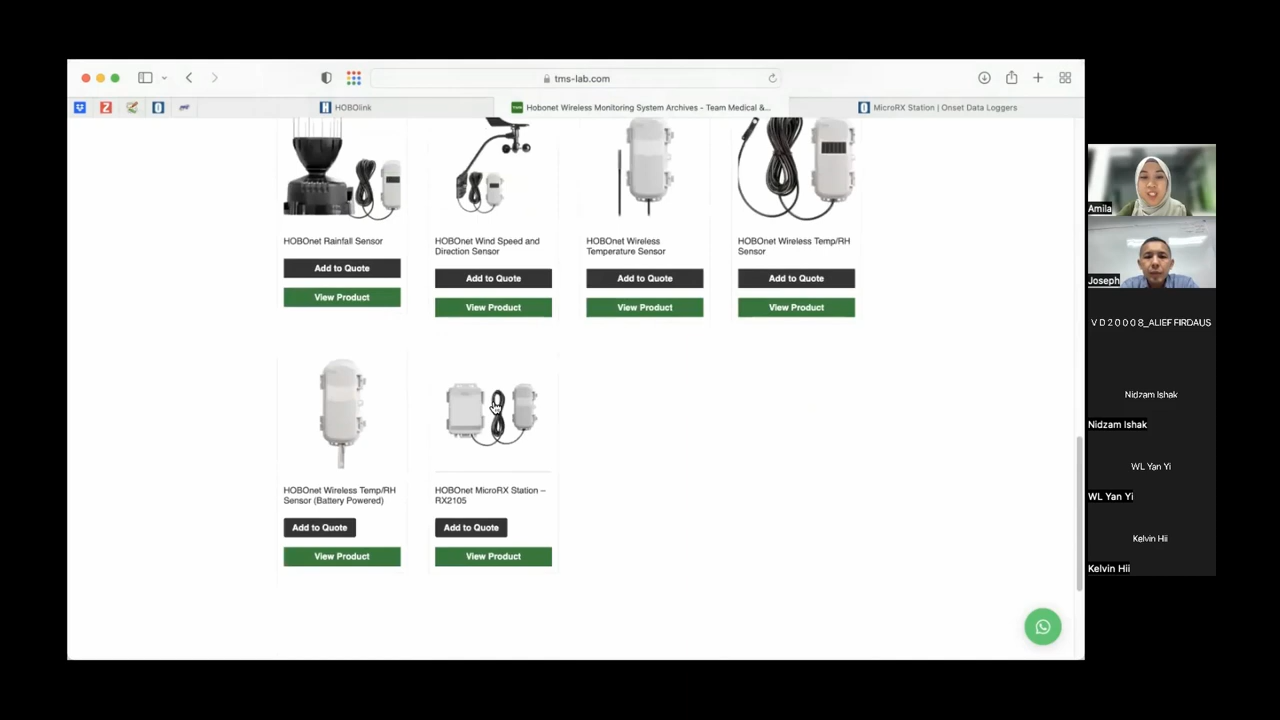 tms-lab.com
HOBOlink
Hobonet Wireless Monitoring System Archives - Team Medical &...
MicroRX Station | Onset Data Loggers
HOBOnet Rainfall Sensor
Add to Quote
View Product
HOBOnet Wind Speed and
Direction Sensor
Add to Quote
View Product
HOBOnet Wireless
Temperature Sensor
Add to Quote
View Product
HOBOnet Wireless Temp/RH
Sensor
Add to Quote
View Product
HOBOnet Wireless Temp/RH
Sensor (Battery Powered)
Add to Quote
View Product
HOBOnet MicroRX Station –
RX2105
Add to Quote
View Product
Amila
Joseph
V D 2 0 0 0 8_ALIEF FIRDAUS
Nidzam Ishak
Nidzam Ishak
WL Yan Yi
WL Yan Yi
Kelvin Hii
Kelvin Hii